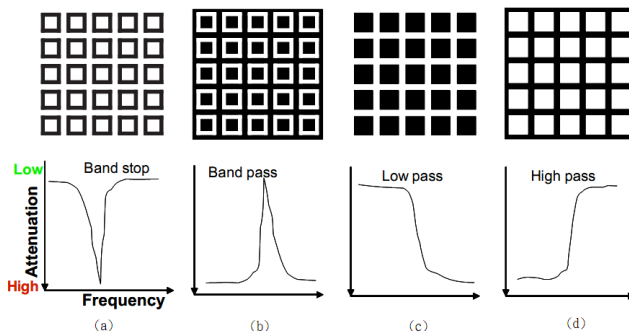 Low
Band stop
Band pass
Low pass
High pass
Attenuation
High
Frequency
(a)
(b)
(c)
(d)